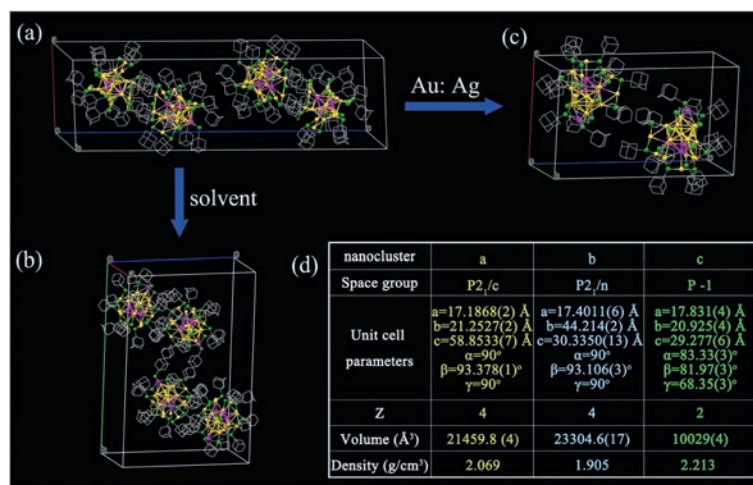 (a)
(c)
Au: Ag
solvent
(b)
(d)
nanocluster a b c
Space group P2₁/c P2₁/n P -1
Unit cell parameters
a=17.1868(2) Å a=17.4011(6) Å a=17.831(4) Å
b=21.2527(2) Å b=44.214(2) Å b=20.925(4) Å
c=58.8533(7) Å c=30.3350(13) Å c=29.277(6) Å
α=90° α=90° α=83.33(3)°
β=93.378(1)° β=93.106(3)° β=81.97(3)°
γ=90° γ=90° γ=68.35(3)°
Z 4 4 2
Volume (Å³) 21459.8 (4) 23304.6(17) 10029(4)
Density (g/cm³) 2.069 1.905 2.213